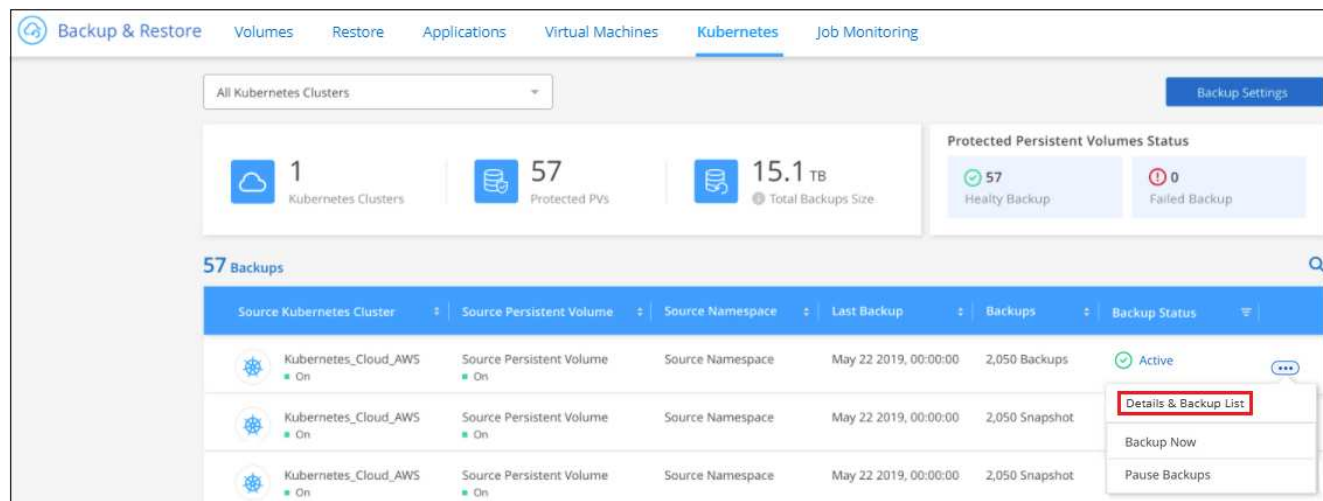 Backup & Restore Volumes Restore Applications Virtual Machines Kubernetes Job Monitoring
All Kubernetes Clusters
Backup Settings
1
Kubernetes Clusters
57
Protected PVs
15.1 TB
Total Backups Size
Protected Persistent Volumes Status
57
Healty Backup
0
Failed Backup
57 Backups
Source Kubernetes Cluster Source Persistent Volume Source Namespace Last Backup Backups Backup Status
Kubernetes_Cloud_AWS Source Persistent Volume Source Namespace May 22 2019, 00:00:00 2,050 Backups Active
On On
Details & Backup List
Kubernetes_Cloud_AWS Source Persistent Volume Source Namespace May 22 2019, 00:00:00 2,050 Snapshot
On On
Backup Now
Kubernetes_Cloud_AWS Source Persistent Volume Source Namespace May 22 2019, 00:00:00 2,050 Snapshot
On On
Pause Backups